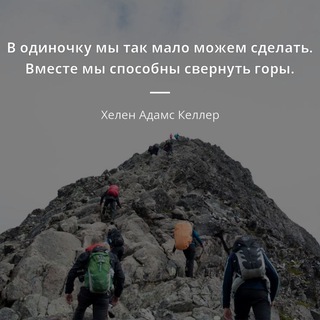 В одиночку мы так мало можем сделать.
Вместе мы способны свернуть горы.
Хелен Адамс Келлер